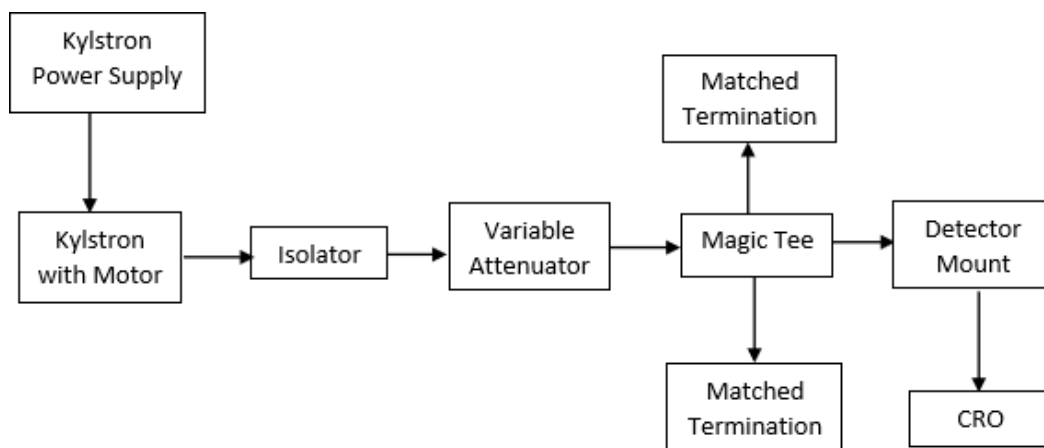 Kylstron
Power Supply
Matched
Termination
Kylstron
with Motor
Isolator
Variable
Attenuator
Magic Tee
Detector
Mount
Matched
Termination
CRO